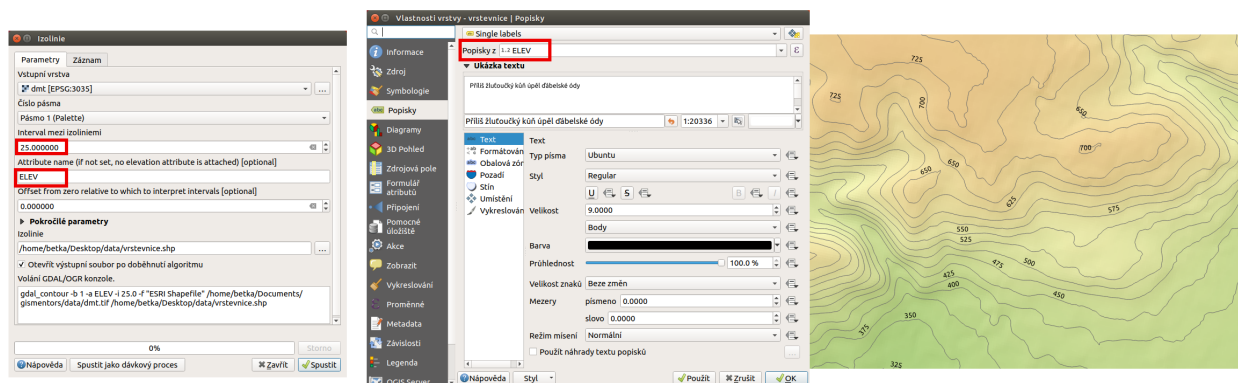 Izolinie
Parametry Záznam
Vstupní vrstva
dmt [EPSG:3035]
...
Číslo pásma
Pásmo 1 (Palette)
Interval mezi izoliniemi
25.000000
Attribute name (if not set, no elevation attribute is attached) [optional]
ELEV
Offset from zero relative to which to interpret intervals [optional]
0.000000
Pokročilé parametry
Izolinie
/home/betka/Desktop/data/vrstevnice.shp
...
Otevřít výstupní soubor po doběhnutí algoritmu
Volání GDAL/OGR konzole.
gdal_contour -b 1 -a ELEV -i 25.0 -f "ESRI Shapefile" /home/betka/Documents/
gismentors/data/dmt.tif /home/betka/Desktop/data/vrstevnice.shp
0%
Storno
Nápověda Spustit jako dávkový proces Zavřít Spustit
Vlastnosti vrstvy - vrstevnice | Popisky
Informace
Zdroj
Symbologie
abc Popisky
Diagramy
3D Pohled
Zdrojová pole
Formulář
atributů
Připojení
Pomocné
úložiště
Akce
Zobrazit
Vykreslování
Proměnné
Metadata
Závislosti
Legenda
QGIS Server
Single labels
Popisky z 1.2 ELEV
ε
Ukázka textu
Příliš žluťoučký kůň úpěl ďábelské ódy
Příliš žluťoučký kůň úpěl ďábelské ódy
1:20336
Text
Formátován
Obalová zór
Pozadí
Stín
Umístění
Vykreslován
Text
Typ písma Ubuntu
Styl Regular
U S B I
Velikost 9.0000
Body
Barva
Průhlednost 100.0 %
Velikost znaků Beze změn
Mezery písmeno 0.0000
slovo 0.0000
Režim mísení Normální
Použít náhrady textu popisků
...
Nápověda Styl Použít Zrušit OK
725
725
700
650
700
650
625
575
550
525
500
475
425
400
450
350
375
325